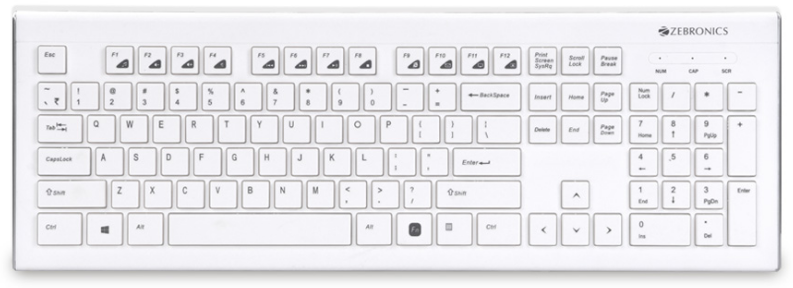 ZEBRONICS
NUM CAP SCR
Esc F1 F2 F3 F4 F5 F6 F7 F8 F9 F10 F11 F12 Print Screen SysRq Scroll Lock Pause Break
~ ` ₹ ! 1 @ 2 # 3 $ 4 % 5 ^ 6 & 7 * 8 ( 9 ) 0 _ - + = ←BackSpace Insert Home Page Up Num Lock / * -
Tab Q W E R T Y U I O P { [ } ] | \ Delete End Page Down 7 Home 8 ↑ 9 PgUp +
CapsLock A S D F G H J K L : ; " ' Enter 4 ← 5 6 →
⇧Shift Z X C V B N M < , > . ? / ⇧Shift ^ 1 End 2 ↓ 3 PgDn Enter
Ctrl Alt Alt Fn Ctrl < v > 0 Ins . Del